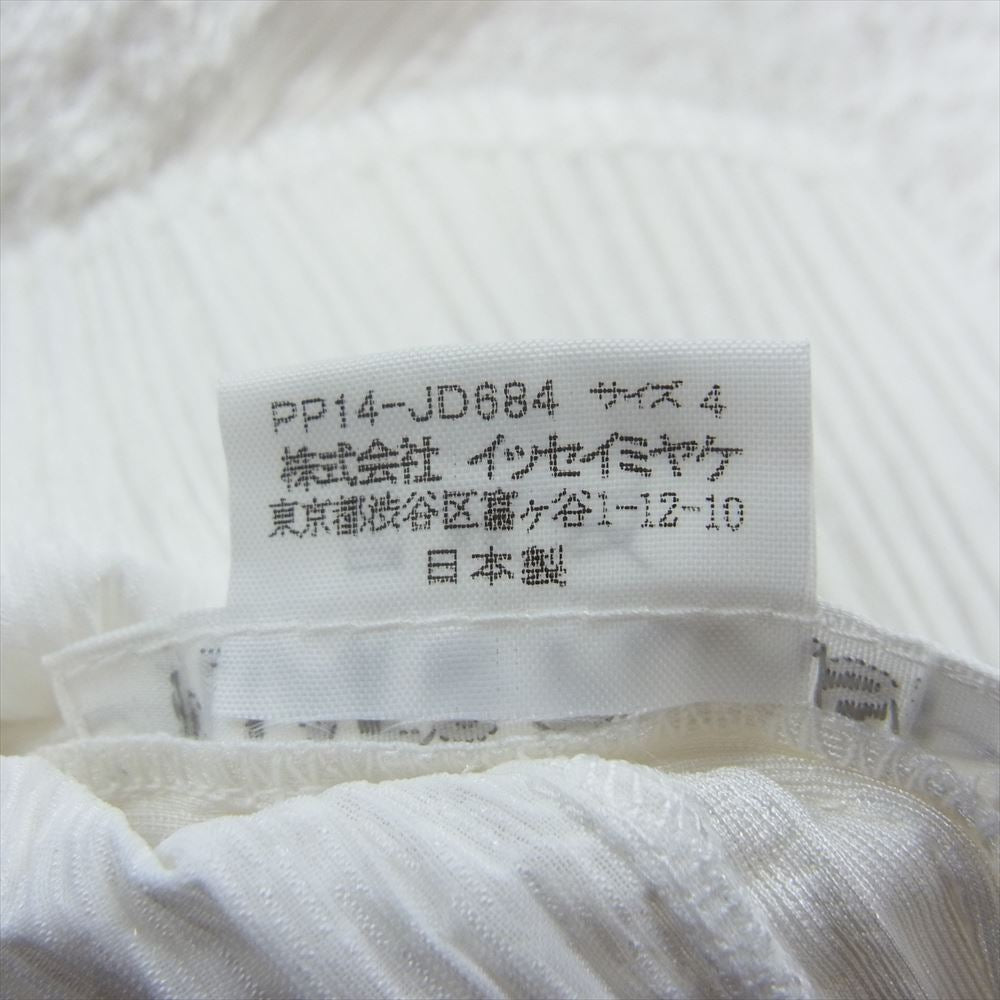 PP14-JD684 サイズ 4
株式会社 イッセイミヤケ
東京都渋谷区富ヶ谷1-12-10
日本製